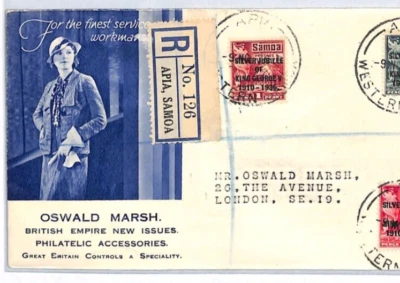 For the finest service
workman
R
No. 126
APIA, SAMOA
APIA
WESTERN
Samoa
SILVER JUBILEE
OF
KING GEORGE V
1910-1935
MR. OSWALD MARSH,
26, THE AVENUE,
LONDON, SE.19.
OSWALD MARSH.
BRITISH EMPIRE NEW ISSUES.
PHILATELIC ACCESSORIES.
GREAT BRITAIN CONTROLS A SPECIALITY.